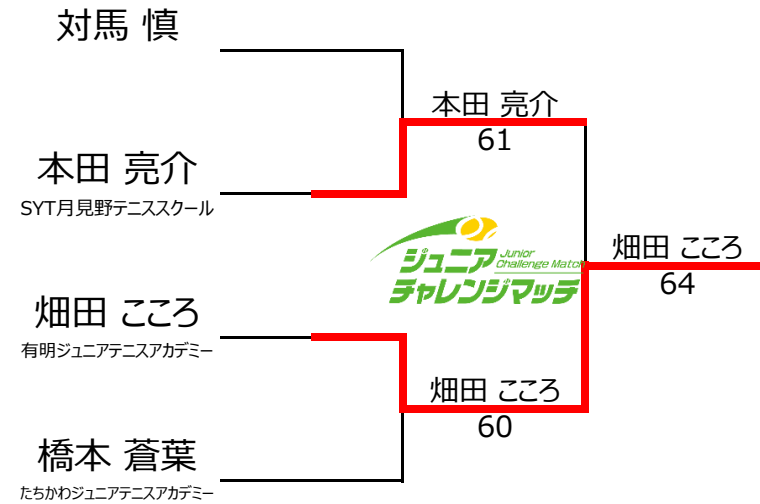 対馬 慎
本田 亮介
61
本田 亮介
SYT月見野テニススクール
ジュニア Junior Challenge Match
チャレンジマッチ
畑田 こころ
64
畑田 こころ
有明ジュニアテニスアカデミー
畑田 こころ
60
橋本 蒼葉
たちかわジュニアテニスアカデミー